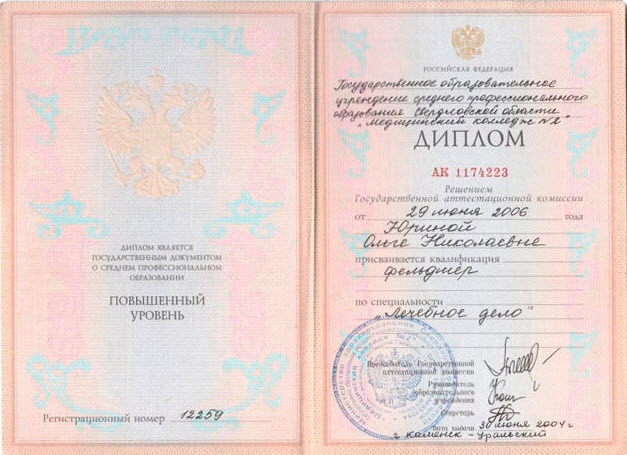 ДИПЛОМ ЯВЛЯЕТСЯ
ГОСУДАРСТВЕННЫМ ДОКУМЕНТОМ
О СРЕДНЕМ ПРОФЕССИОНАЛЬНОМ
ОБРАЗОВАНИИ
ПОВЫШЕННЫЙ
УРОВЕНЬ
Регистрационный номер 12259
РОССИЙСКАЯ ФЕДЕРАЦИЯ
Государственное образовательное
учреждение среднего профессионального
образования Свердловской области
"Медицинский колледж №2"
ДИПЛОМ
АК 1174223
Решением
Государственной аттестационной комиссии
от 29 июня 2006 года
Юриной
Ольге Николаевне
присваивается квалификация
фельдшер
по специальности
"Лечебное дело"
Председатель Государственной
аттестационной комиссии
Руководитель
образовательного
учреждения
Секретарь
Дата выдачи 30 июня 2004 г
г. Каменск-Уральский